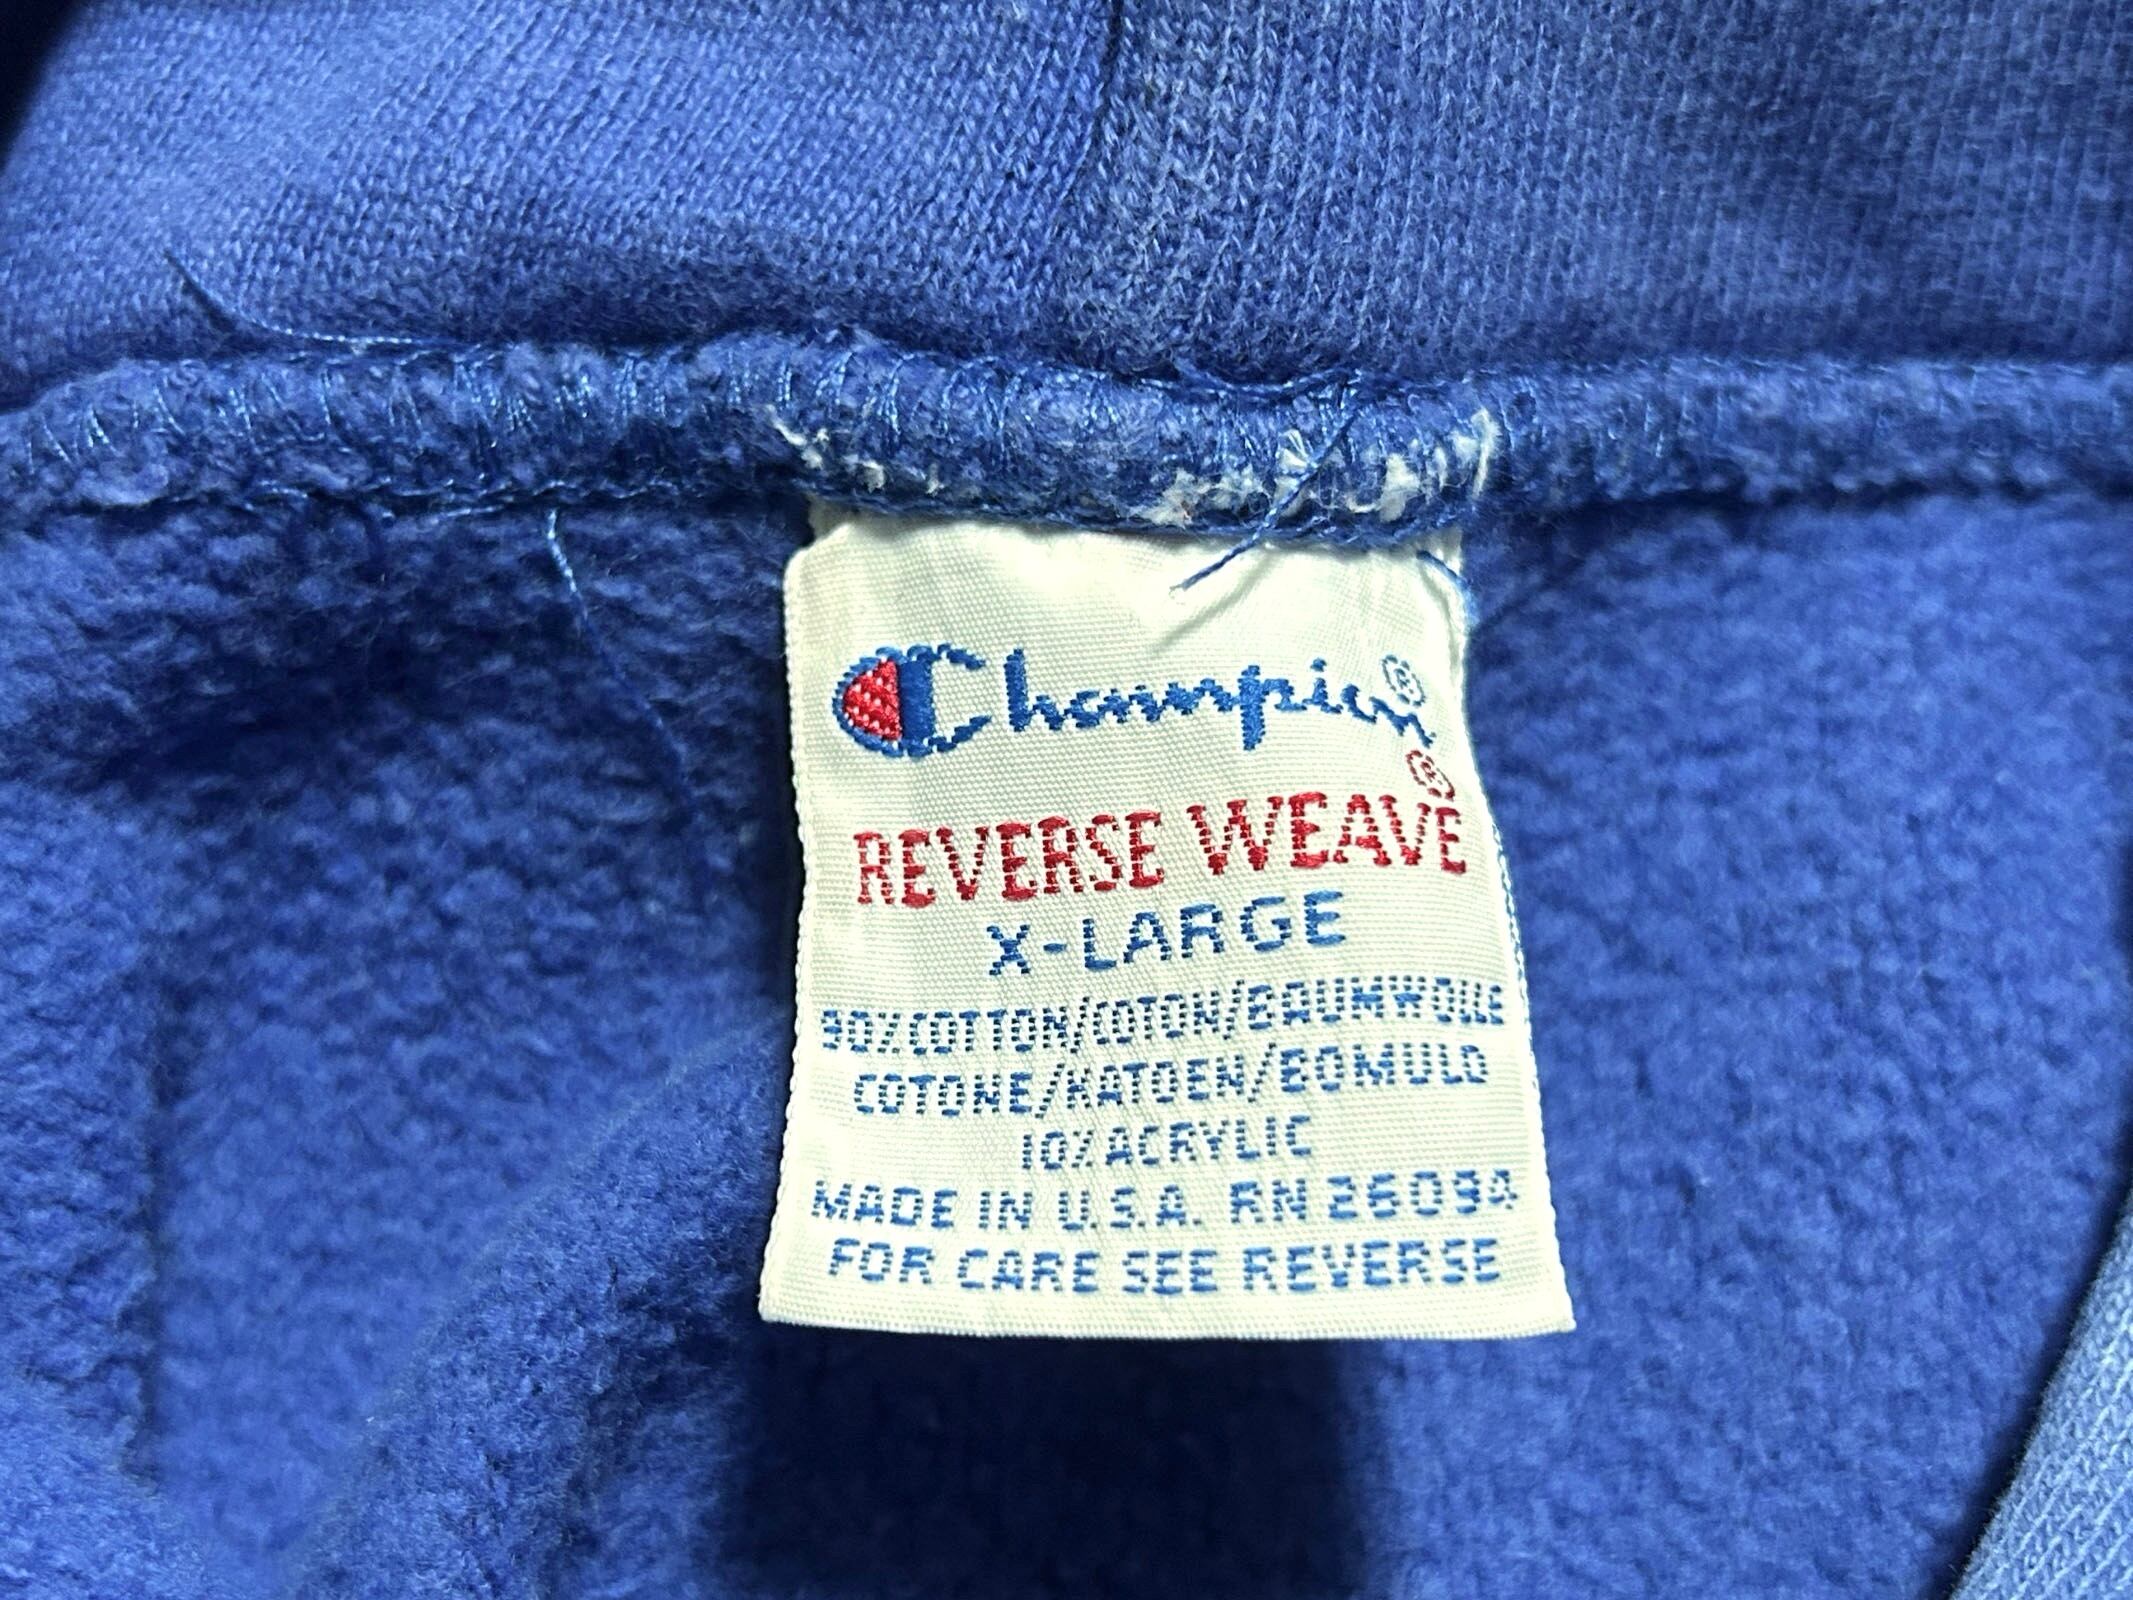 Champion®
REVERSE WEAVE®
X-LARGE
90% COTTON/COTON/BAUMWOLLE
COTONE/KATOEN/BOMULD
10% ACRYLIC
MADE IN U.S.A. RN 26094
FOR CARE SEE REVERSE